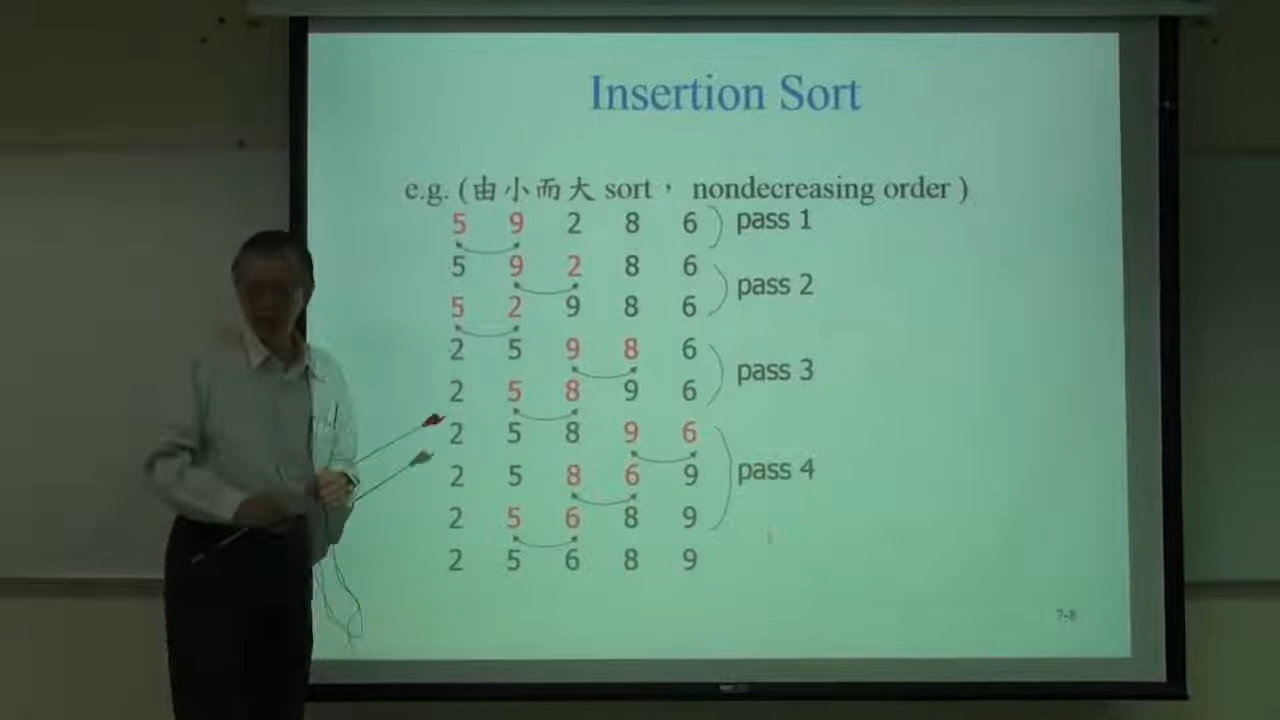 Insertion Sort
e.g. (由小而大 sort， nondecreasing order )
5 9 2 8 6 pass 1
5 9 2 8 6
pass 2
5 2 9 8 6
2 5 9 8 6
pass 3
2 5 8 9 6
2 5 8 9 6
2 5 8 6 9 pass 4
2 5 6 8 9
2 5 6 8 9
7-8